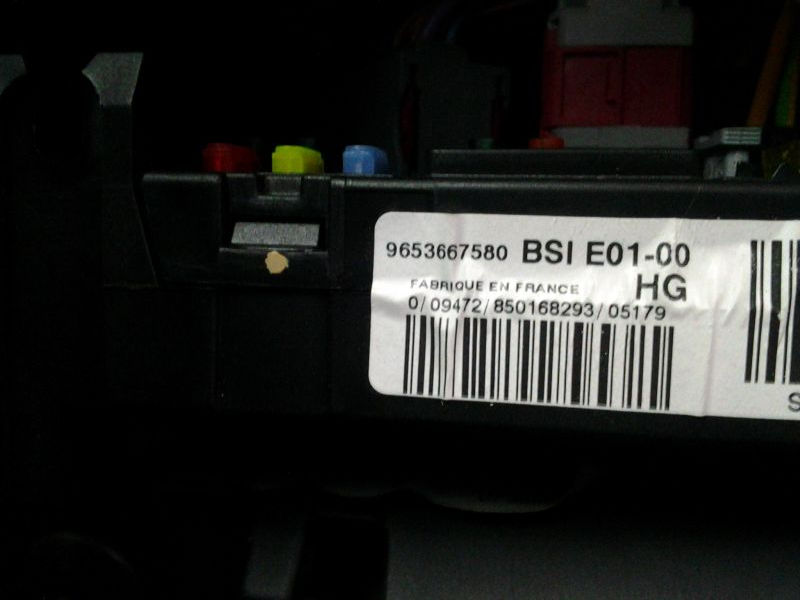 9653667580 BSI E01-00
FABRIQUE EN FRANCE HG
0/09472/850168293/05179
S